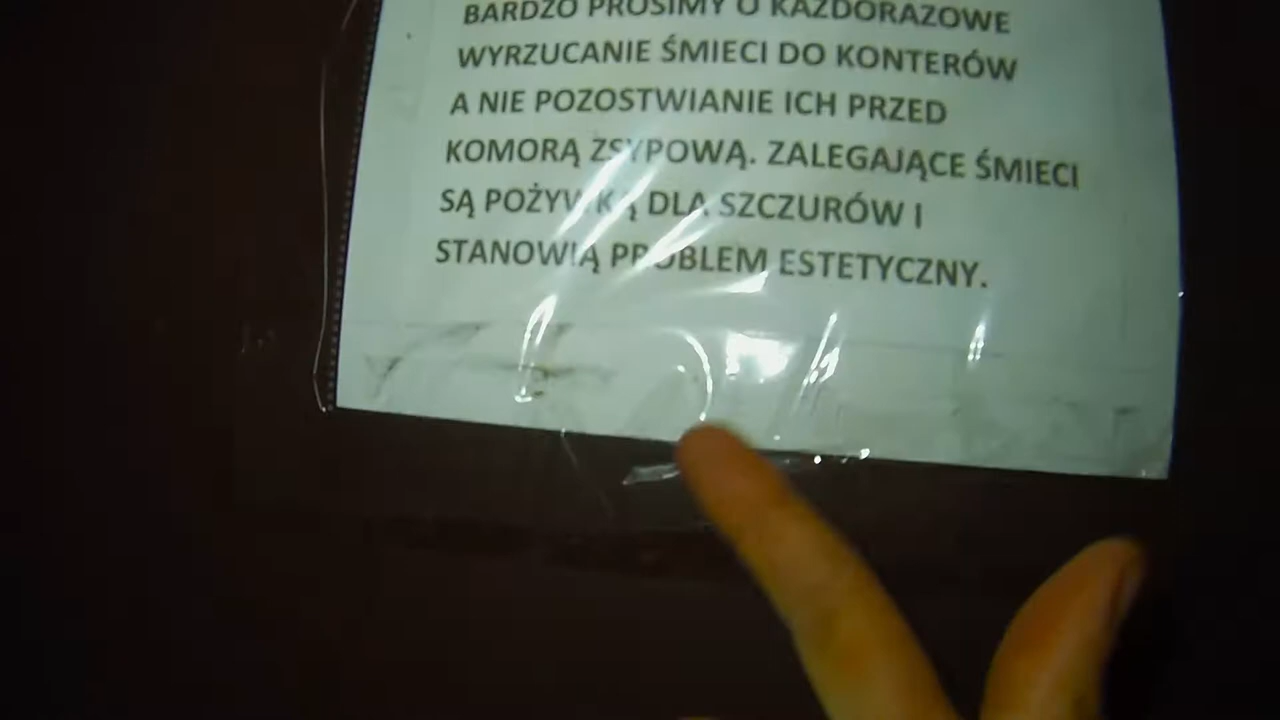 BARDZO PROSIMY O KAŻDORAZOWE
WYRZUCANIE ŚMIECI DO KONTERÓW
A NIE POZOSTWIANIE ICH PRZED
KOMORĄ ZSYPOWĄ. ZALEGAJĄCE ŚMIECI
SĄ POŻYWKĄ DLA SZCZURÓW I
STANOWIĄ PROBLEM ESTETYCZNY.